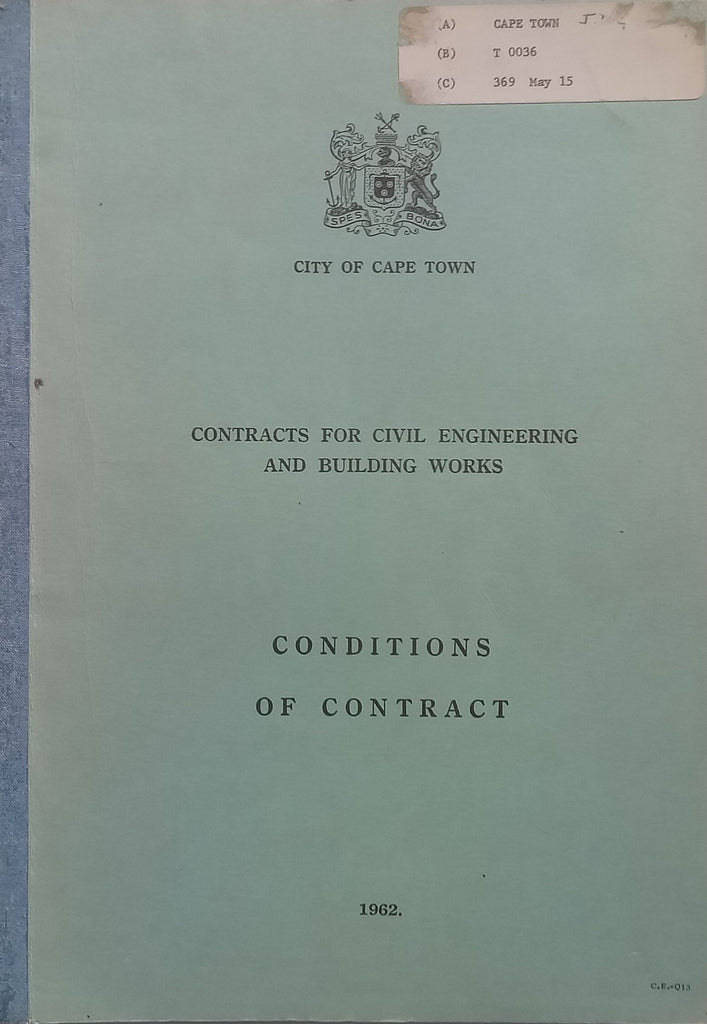 (A) CAPE TOWN
(B) T 0036
(C) 369 May 15
SPES BONA
CITY OF CAPE TOWN
CONTRACTS FOR CIVIL ENGINEERING
AND BUILDING WORKS
CONDITIONS
OF CONTRACT
1962.
C.E.-Q13